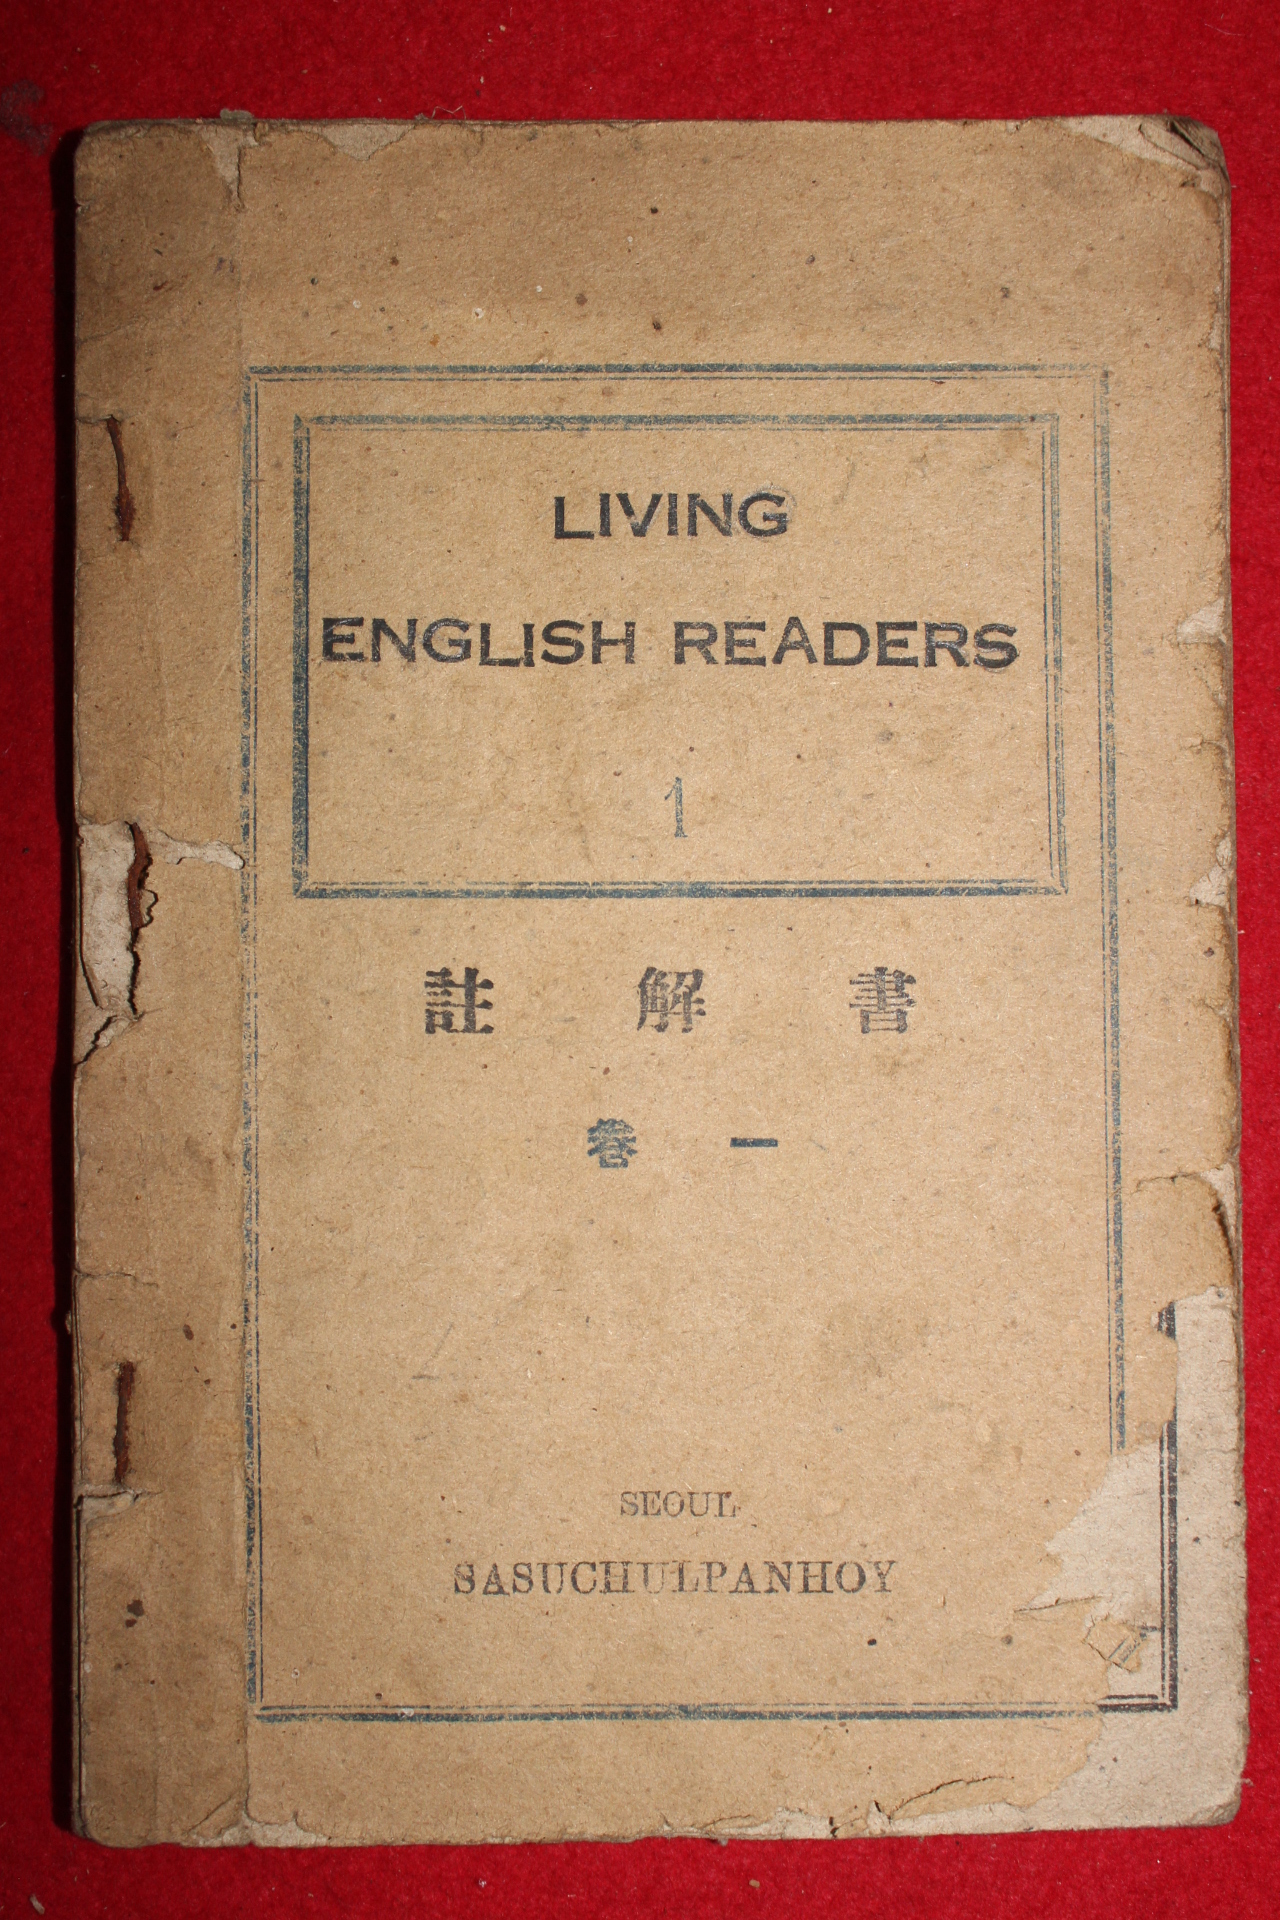 LIVING
ENGLISH READERS
1
註解書
卷一
SEOUL
SASUCHULPANHOY